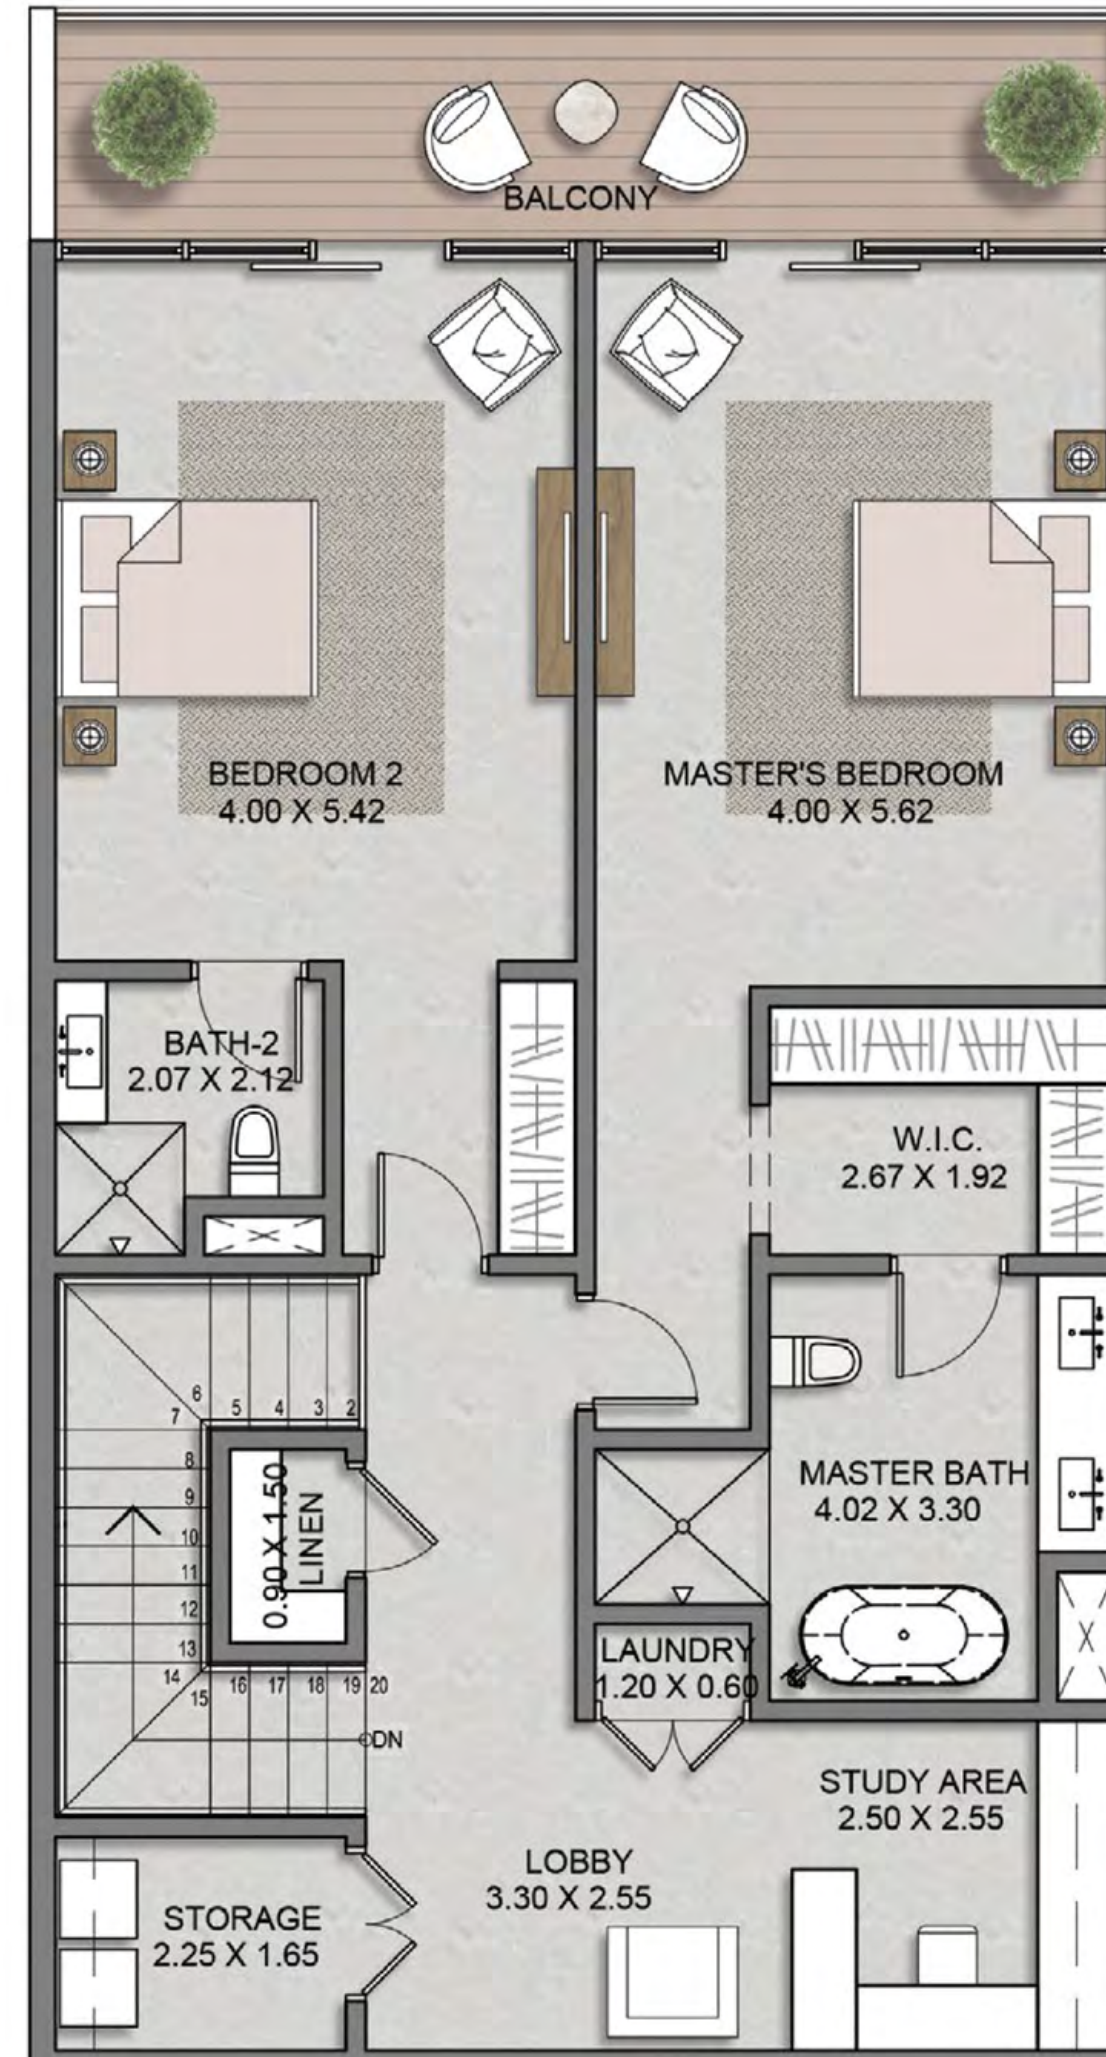 BALCONY
BEDROOM 2
4.00 X 5.42
MASTER'S BEDROOM
4.00 X 5.62
BATH-2
2.07 X 2.12
W.I.C.
2.67 X 1.92
6
5
4
3
2
7
8
9
10
11
12
13
14
15
16
17
18
19
20
DN
0.90 X 1.50
LINEN
MASTER BATH
4.02 X 3.30
LAUNDRY
1.20 X 0.60
STUDY AREA
2.50 X 2.55
LOBBY
3.30 X 2.55
STORAGE
2.25 X 1.65